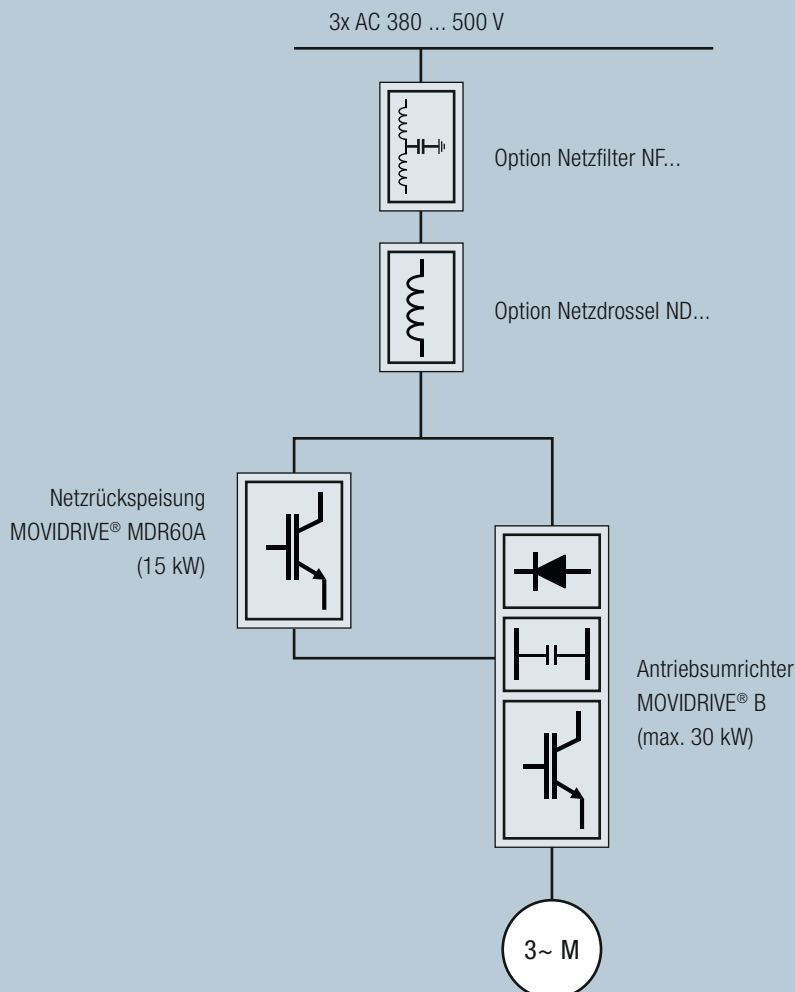 3x AC 380 ... 500 V
Option Netzfilter NF...
Option Netzdrossel ND...
Netzrückspeisung
MOVIDRIVE® MDR60A
(15 kW)
Antriebsumrichter
MOVIDRIVE® B
(max. 30 kW)
3~ M